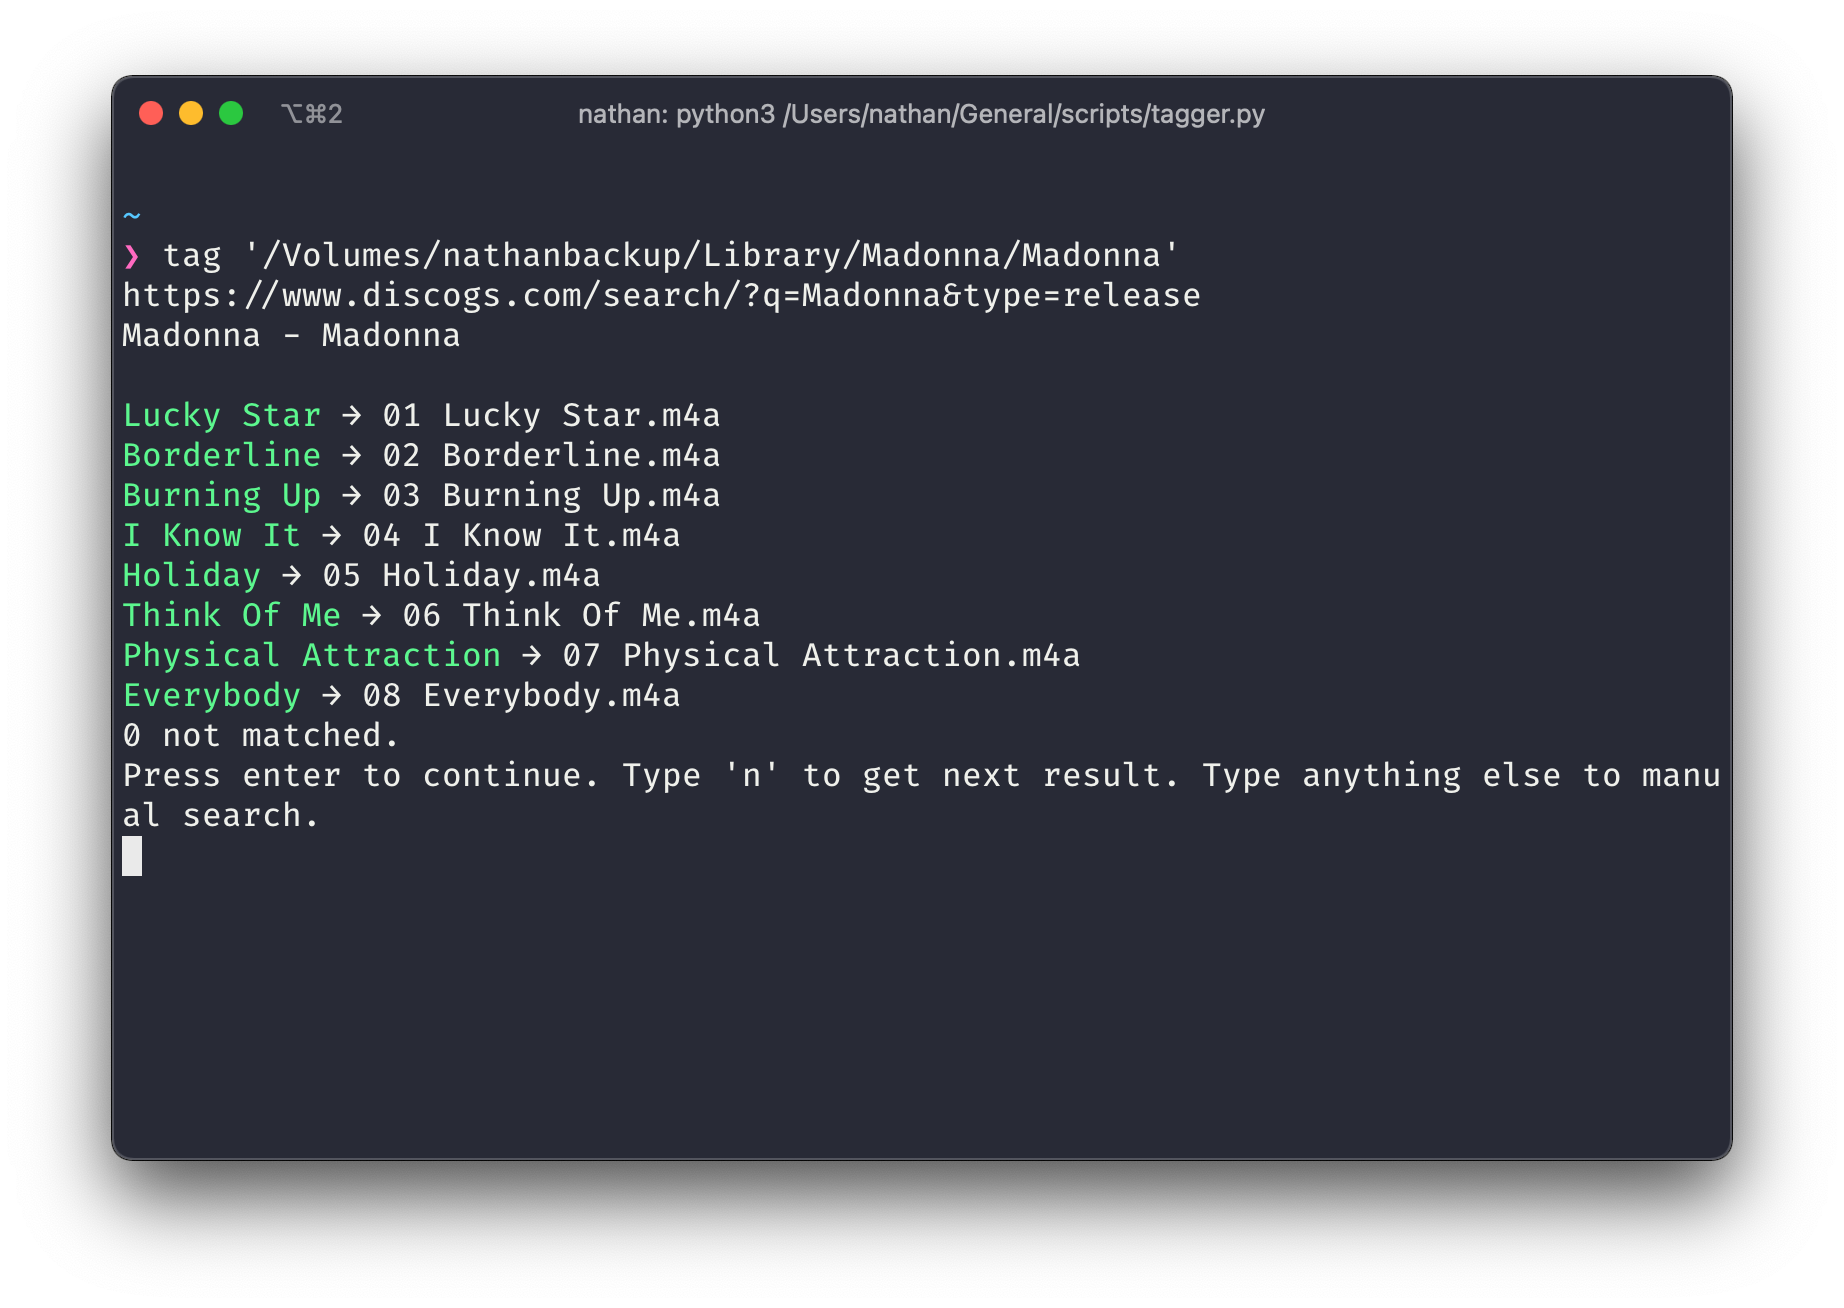 ⌥⌘2 nathan: python3 /Users/nathan/General/scripts/tagger.py
~
❯ tag '/Volumes/nathanbackup/Library/Madonna/Madonna'
https://www.discogs.com/search/?q=Madonna&type=release
Madonna - Madonna
Lucky Star → 01 Lucky Star.m4a
Borderline → 02 Borderline.m4a
Burning Up → 03 Burning Up.m4a
I Know It → 04 I Know It.m4a
Holiday → 05 Holiday.m4a
Think Of Me → 06 Think Of Me.m4a
Physical Attraction → 07 Physical Attraction.m4a
Everybody → 08 Everybody.m4a
0 not matched.
Press enter to continue. Type 'n' to get next result. Type anything else to manu
al search.